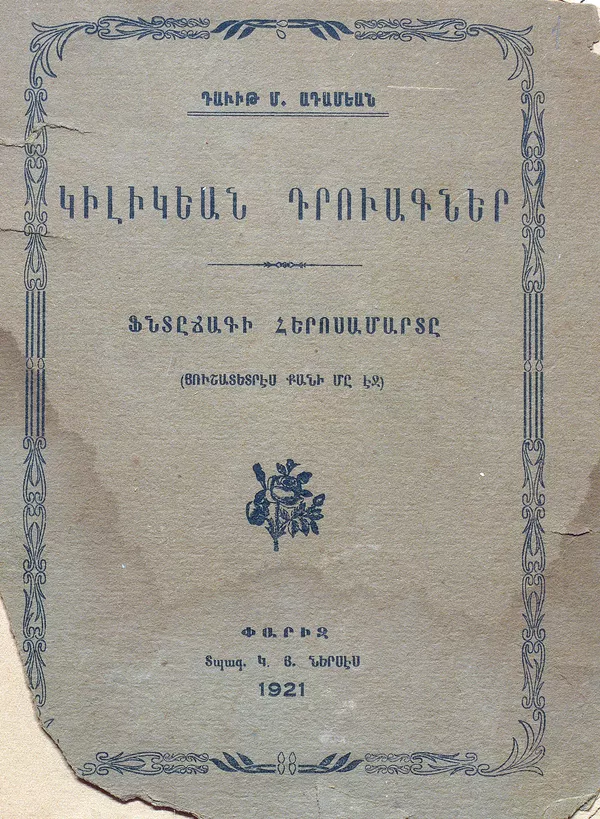 ԴԱՒԻԹ Մ. ԱԴԱՄԵԱՆ
ԿԻԼԻԿԵԱՆ ԴՐՈՒԱԳՆԵՐ
ՖՆՏԸՃԱԳԻ ՀԵՐՈՍԱՄԱՐՏԸ
(ՅՈՒՇԱՏԵՏՐԷՍ ՔԱՆԻ ՄԸ ԷՋ)
ՓԱՐԻԶ
Տպագ. Կ. Յ. ՆԵՐՍԷՍ
1921